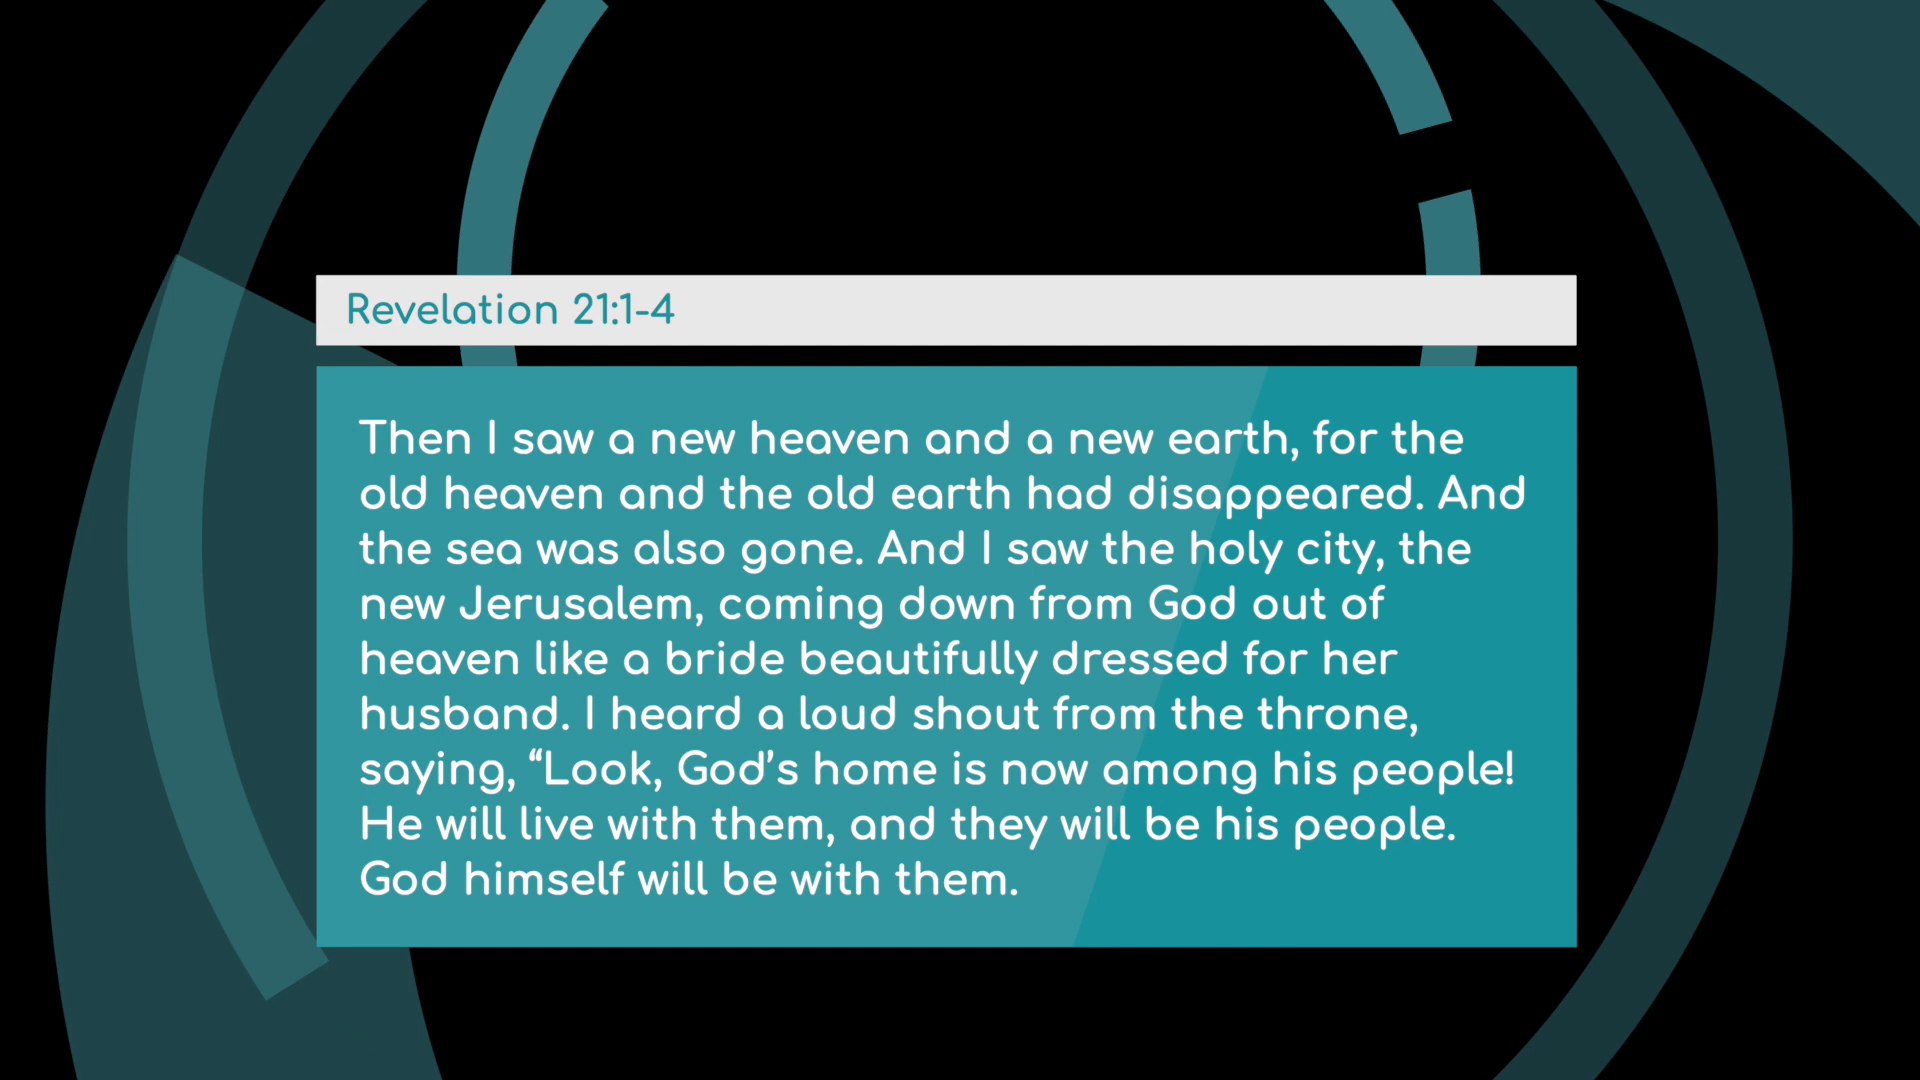 Revelation 21:1-4
Then I saw a new heaven and a new earth, for the
old heaven and the old earth had disappeared. And
the sea was also gone. And I saw the holy city, the
new Jerusalem, coming down from God out of
heaven like a bride beautifully dressed for her
husband. I heard a loud shout from the throne,
saying, “Look, God’s home is now among his people!
He will live with them, and they will be his people.
God himself will be with them.